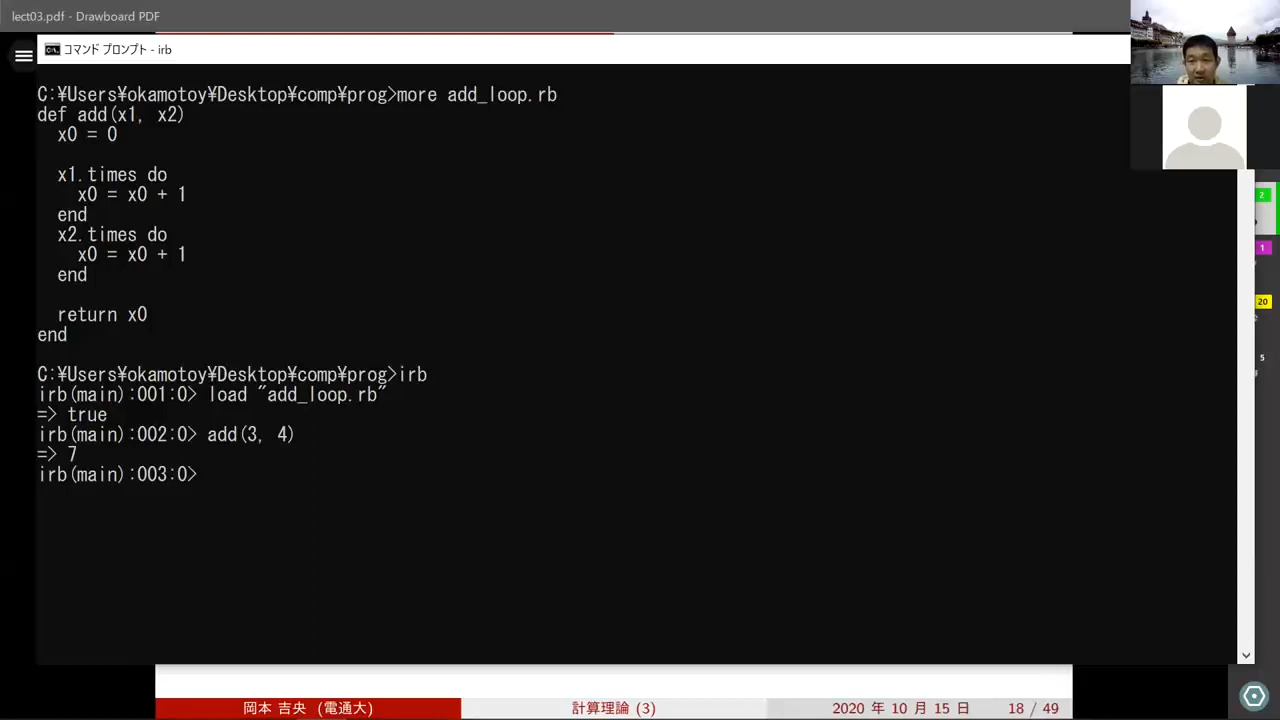 lect03.pdf - Drawboard PDF
コマンド プロンプト - irb
C:¥Users¥okamotoy¥Desktop¥comp¥prog>more add_loop.rb
def add(x1, x2)
  x0 = 0
  x1.times do
    x0 = x0 + 1
  end
  x2.times do
    x0 = x0 + 1
  end
  return x0
end
C:¥Users¥okamotoy¥Desktop¥comp¥prog>irb
irb(main):001:0> load "add_loop.rb"
=> true
irb(main):002:0> add(3, 4)
=> 7
irb(main):003:0>
2
1
20
5
岡本 吉央 (電通大) 計算理論 (3) 2020 年 10 月 15 日 18 / 49